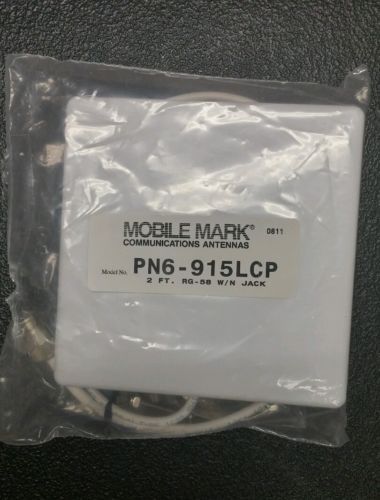 MOBILE MARK® 0811
COMMUNICATIONS ANTENNAS
Model No. PN6-915LCP
2 FT. RG-58 W/N JACK